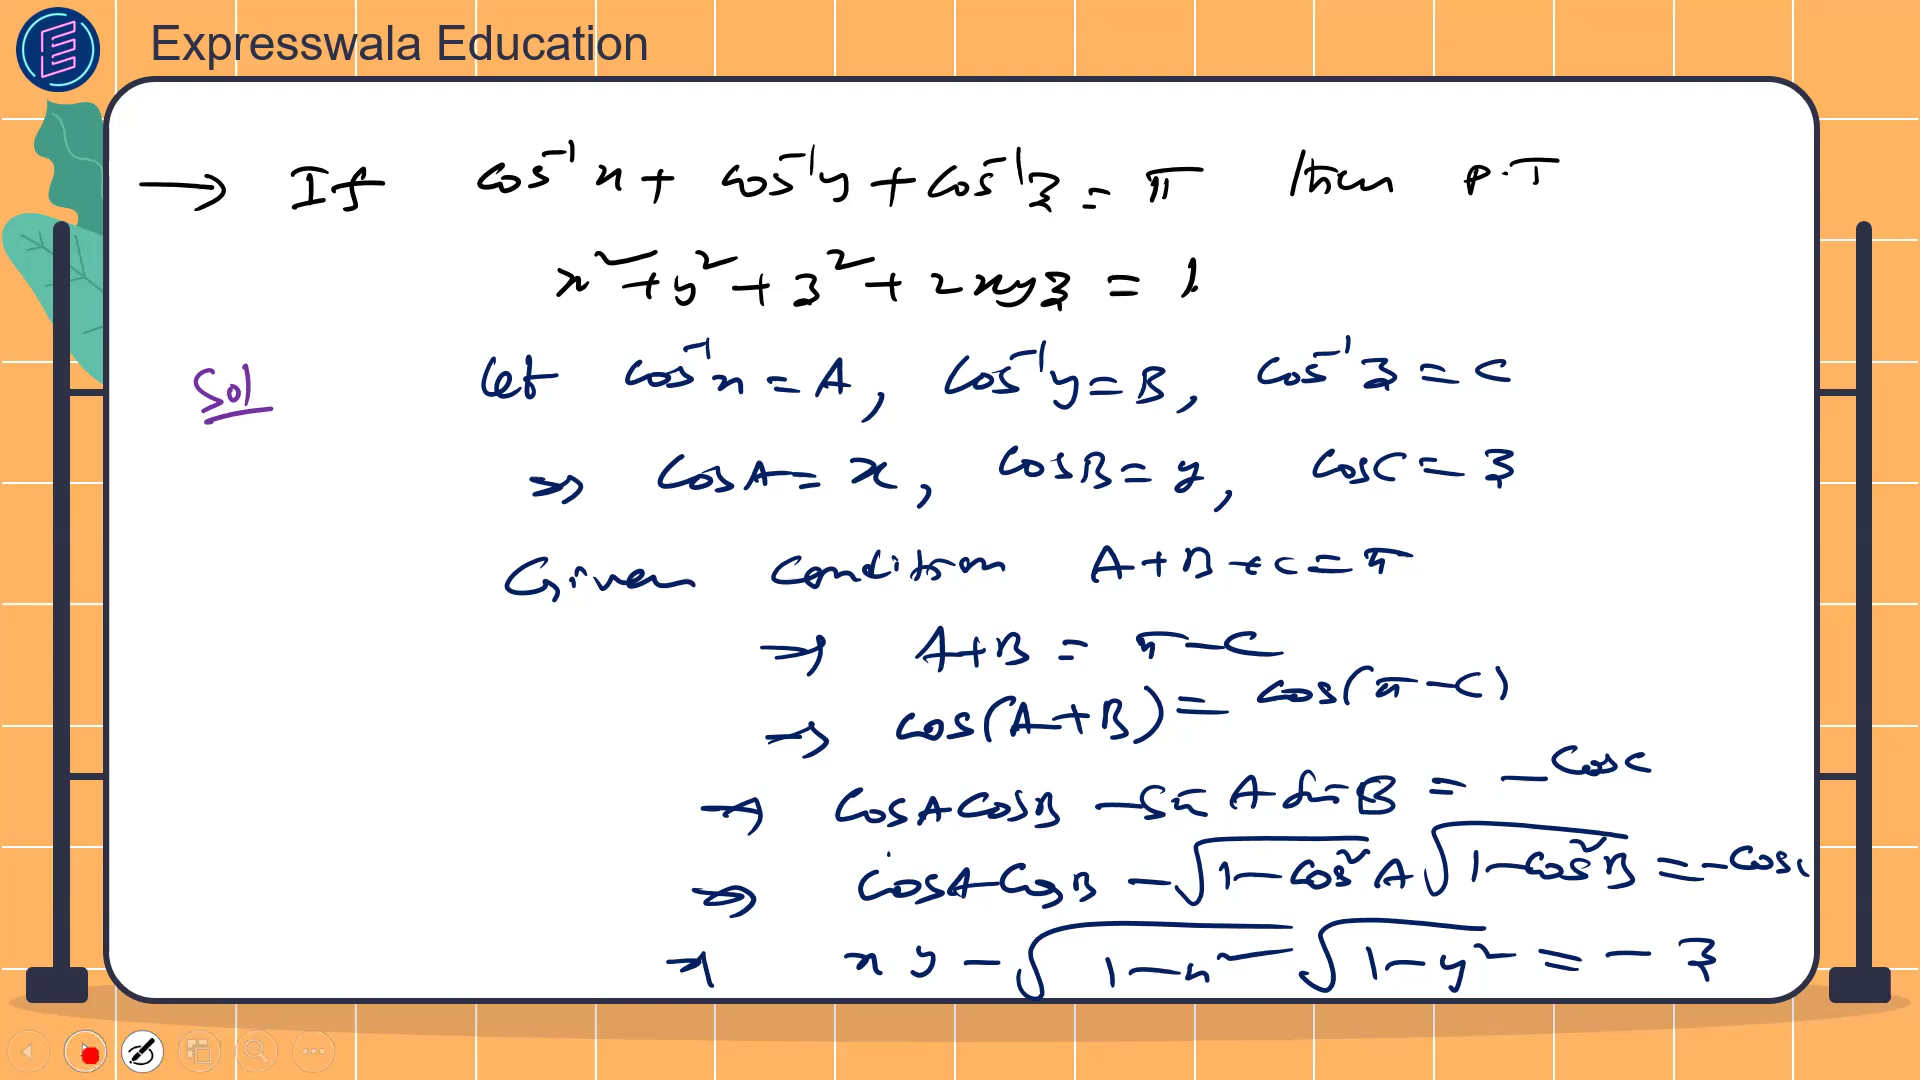 Expresswala Education
→ If cos⁻¹x + cos⁻¹y + cos⁻¹z = π then P.T
x² + y² + z² + 2xyz = 1
Sol let cos⁻¹x = A, cos⁻¹y = B, cos⁻¹z = C
⇒ cosA = x, cosB = y, cosC = z
Given condition A + B + C = π
⇒ A+B = π - C
⇒ cos(A+B) = cos(π - C)
⇒ cosA cosB - sinA sinB = - cosC
⇒ cosA cosB - √(1-cos²A) √(1-cos²B) = - cosC
⇒ xy - √(1-x²) √(1-y²) = - z